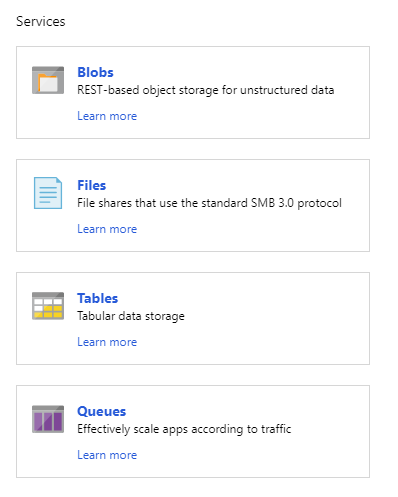 Services
Blobs
REST-based object storage for unstructured data
Learn more
Files
File shares that use the standard SMB 3.0 protocol
Learn more
Tables
Tabular data storage
Learn more
Queues
Effectively scale apps according to traffic
Learn more